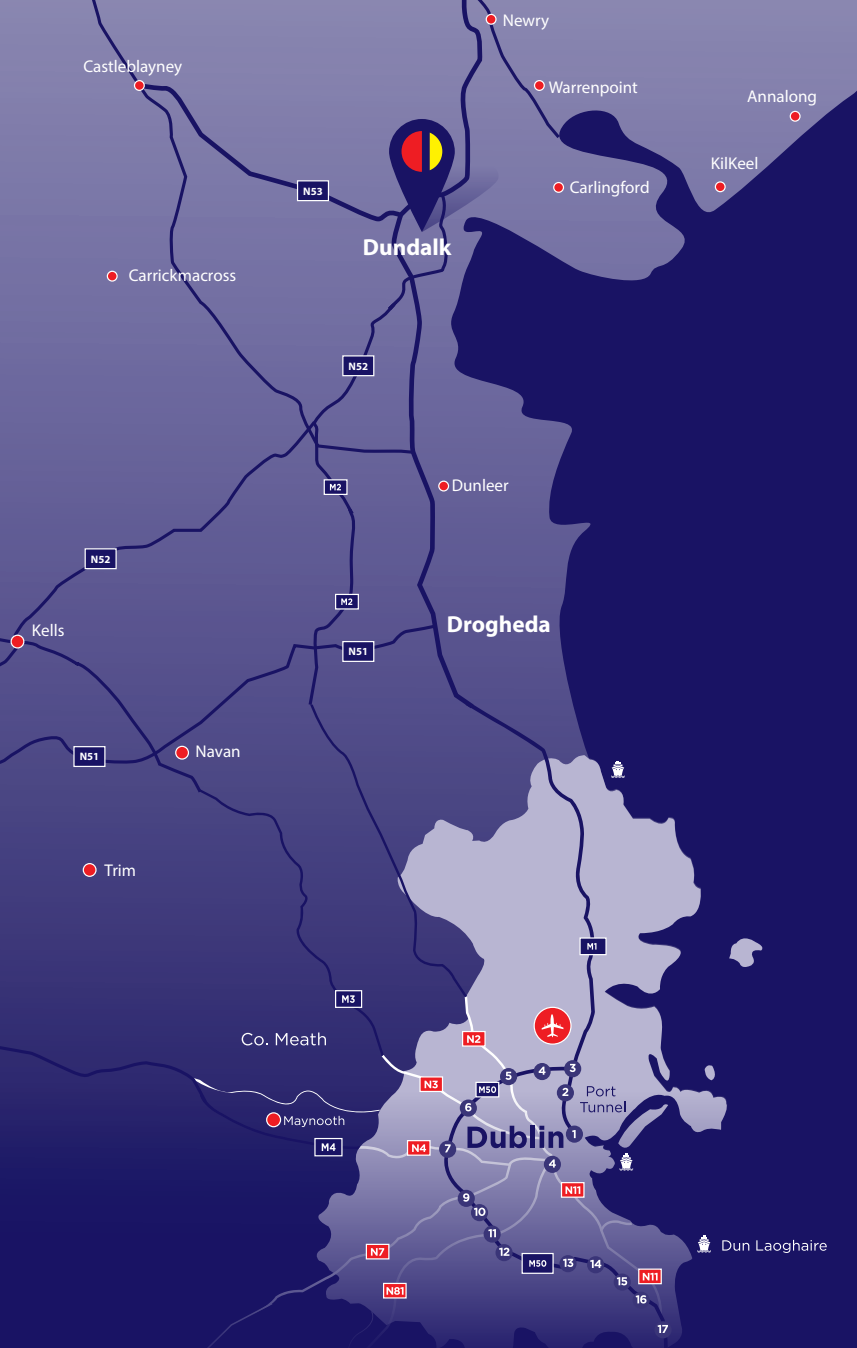 Newry
Castleblayney
Warrenpoint
Annalong
KilKeel
N53
Carlingford
Dundalk
Carrickmacross
N52
M2
Dunleer
N52
M2
Drogheda
Kells
N51
Navan
N51
Trim
M1
M3
Co. Meath
N2
5
4
3
N3
M50
2
Port
Tunnel
6
Maynooth
Dublin
1
M4
N4
7
4
N11
9
10
11
N7
12
M50
13
14
Dun Laoghaire
15
N11
N81
16
17